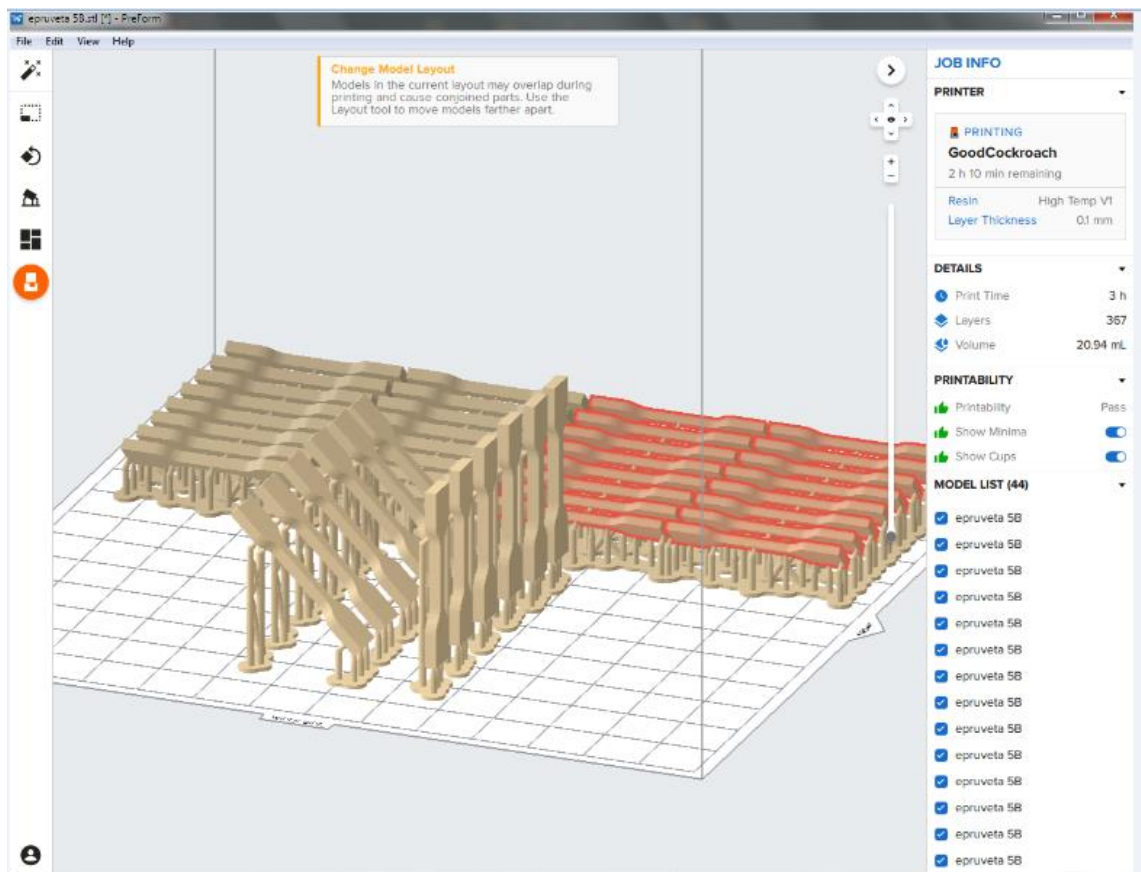 epruveta 5B.stl [*] - PreForm
File Edit View Help
Change Model Layout
Models in the current layout may overlap during
printing and cause conjoined parts. Use the
Layout tool to move models farther apart.
JOB INFO
PRINTER
PRINTING
GoodCockroach
2 h 10 min remaining
Resin High Temp V1
Layer Thickness 0.1 mm
DETAILS
Print Time 3 h
Layers 367
Volume 20.94 mL
PRINTABILITY
Printability Pass
Show Minima
Show Cups
MODEL LIST (44)
epruveta 5B
epruveta 5B
epruveta 5B
epruveta 5B
epruveta 5B
epruveta 5B
epruveta 5B
epruveta 5B
epruveta 5B
epruveta 5B
epruveta 5B
epruveta 5B
epruveta 5B
epruveta 5B